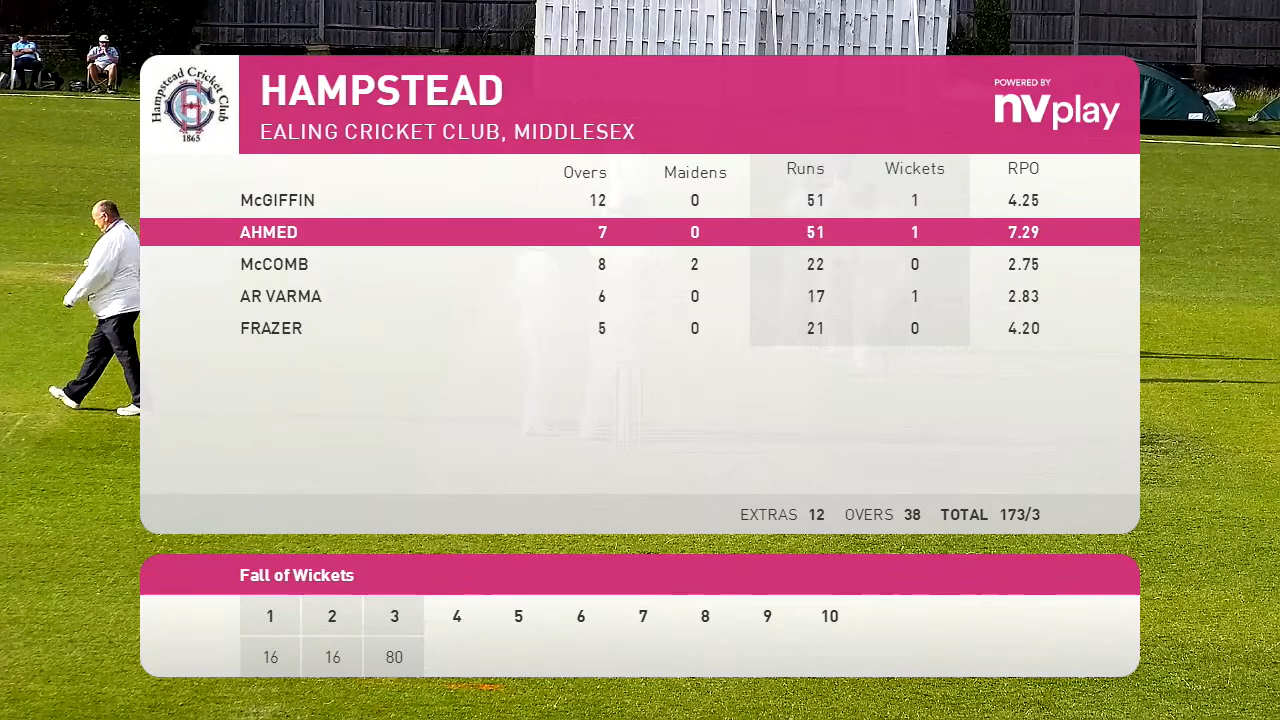 Hampstead Cricket Club
1865
HAMPSTEAD
EALING CRICKET CLUB, MIDDLESEX
POWERED BY
nvplay
Overs Maidens Runs Wickets RPO
McGIFFIN 12 0 51 1 4.25
AHMED 7 0 51 1 7.29
McCOMB 8 2 22 0 2.75
AR VARMA 6 0 17 1 2.83
FRAZER 5 0 21 0 4.20
EXTRAS 12 OVERS 38 TOTAL 173/3
Fall of Wickets
1 2 3 4 5 6 7 8 9 10
16 16 80